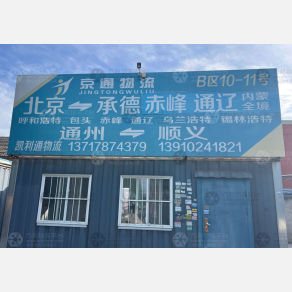 京通物流
JINGTONGWULIU
B区10-11号
北京⇋承德 赤峰 通辽 内蒙全境
呼和浩特 包头 赤峰 通辽 乌兰浩特 锡林浩特
通州⇋顺义
凯利通物流 13717874379 13910241821